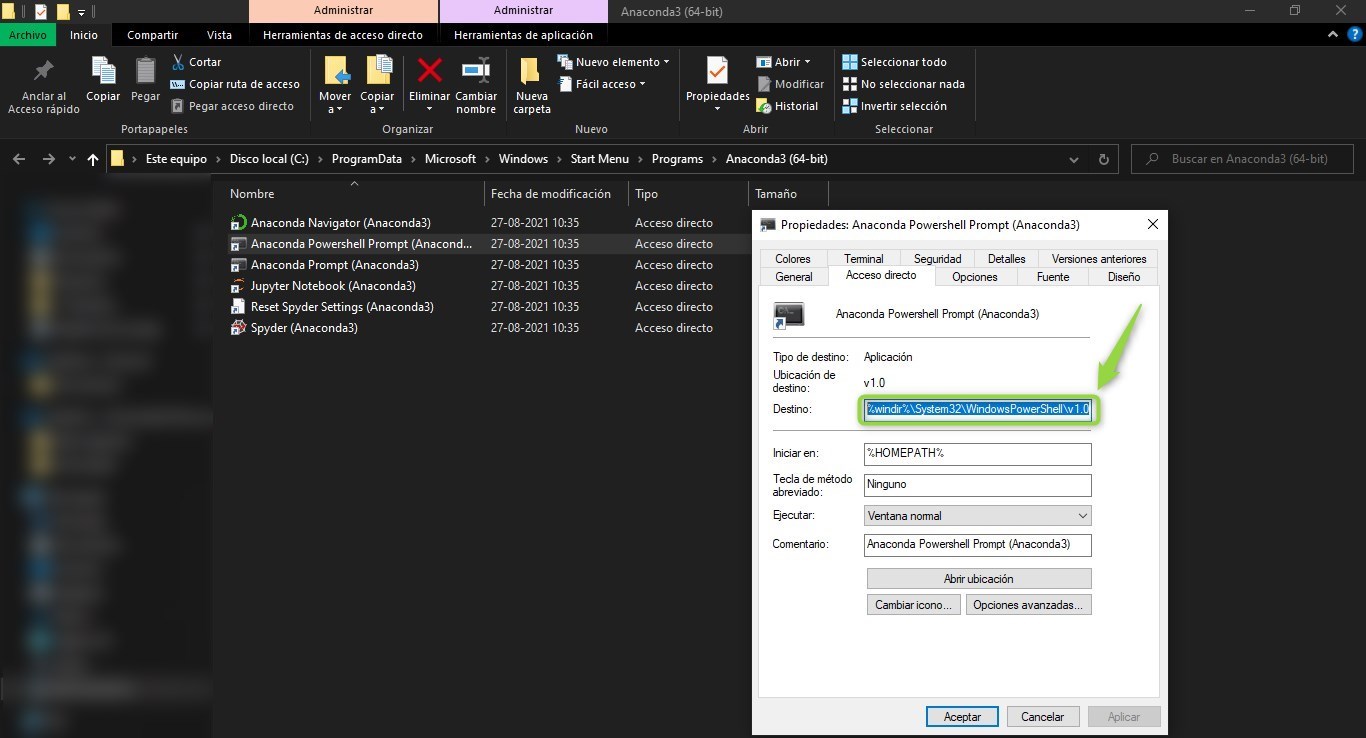 Administrar
Administrar
Anaconda3 (64-bit)
Archivo
Inicio
Compartir
Vista
Herramientas de acceso directo
Herramientas de aplicación
Anclar al
Acceso rápido
Copiar
Pegar
Cortar
Copiar ruta de acceso
Pegar acceso directo
Portapapeles
Mover
a
Copiar
a
Eliminar
Cambiar
nombre
Organizar
Nueva
carpeta
Nuevo elemento
Fácil acceso
Nuevo
Propiedades
Abrir
Modificar
Historial
Abrir
Seleccionar todo
No seleccionar nada
Invertir selección
Seleccionar
Este equipo > Disco local (C:) > ProgramData > Microsoft > Windows > Start Menu > Programs > Anaconda3 (64-bit)
Buscar en Anaconda3 (64-bit)
Nombre Fecha de modificación Tipo Tamaño
Anaconda Navigator (Anaconda3) 27-08-2021 10:35 Acceso directo
Anaconda Powershell Prompt (Anacond... 27-08-2021 10:35 Acceso directo
Anaconda Prompt (Anaconda3) 27-08-2021 10:35 Acceso directo
Jupyter Notebook (Anaconda3) 27-08-2021 10:35 Acceso directo
Reset Spyder Settings (Anaconda3) 27-08-2021 10:35 Acceso directo
Spyder (Anaconda3) 27-08-2021 10:35 Acceso directo
Propiedades: Anaconda Powershell Prompt (Anaconda3)
Colores Terminal Seguridad Detalles Versiones anteriores
General Acceso directo Opciones Fuente Diseño
Anaconda Powershell Prompt (Anaconda3)
Tipo de destino: Aplicación
Ubicación de
destino: v1.0
Destino: %windir%\System32\WindowsPowerShell\v1.0
Iniciar en: %HOMEPATH%
Tecla de método
abreviado: Ninguno
Ejecutar: Ventana normal
Comentario: Anaconda Powershell Prompt (Anaconda3)
Abrir ubicación
Cambiar icono... Opciones avanzadas...
Aceptar Cancelar Aplicar